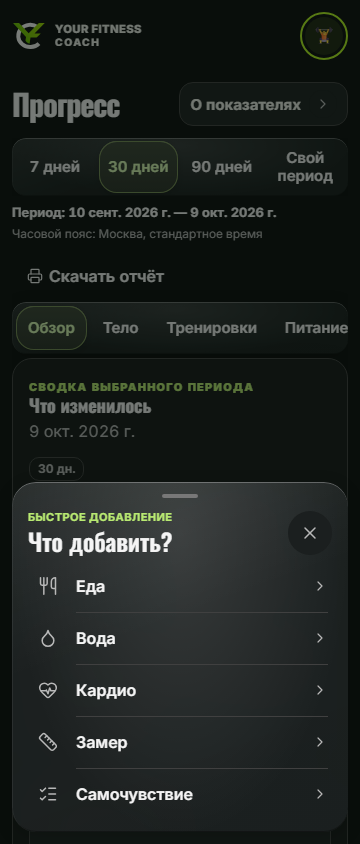 YOUR FITNESS
COACH
Прогресс
О показателях
7 дней
30 дней
90 дней
Свой
период
Период: 10 сент. 2026 г. — 9 окт. 2026 г.
Часовой пояс: Москва, стандартное время
Скачать отчёт
Обзор
Тело
Тренировки
Питание
СВОДКА ВЫБРАННОГО ПЕРИОДА
Что изменилось
9 окт. 2026 г.
30 дн.
БЫСТРОЕ ДОБАВЛЕНИЕ
Что добавить?
Еда
Вода
Кардио
Замер
Самочувствие